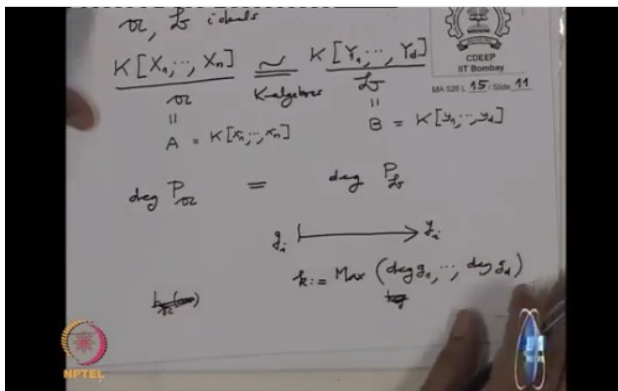 𝔞, 𝔟 ideals
CDEEP
IIT Bombay
MA 526 L 15 / Slide 11
K[X₁,…,Xₙ] ≃ K[Y₁,…,Y_d]
𝔞 K-algebras 𝔟
॥ ॥
A = K[x₁,…,xₙ] B = K[y₁,…,y_d]
deg P_𝔞 = deg P_𝔟
gᵢ ⟼ yᵢ
k := Max (deg g₁,…, deg g_d)
NPTEL